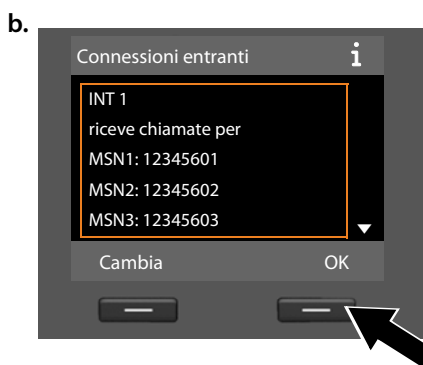 b.
Connessioni entranti i
INT 1
riceve chiamate per
MSN1: 12345601
MSN2: 12345602
MSN3: 12345603
Cambia OK